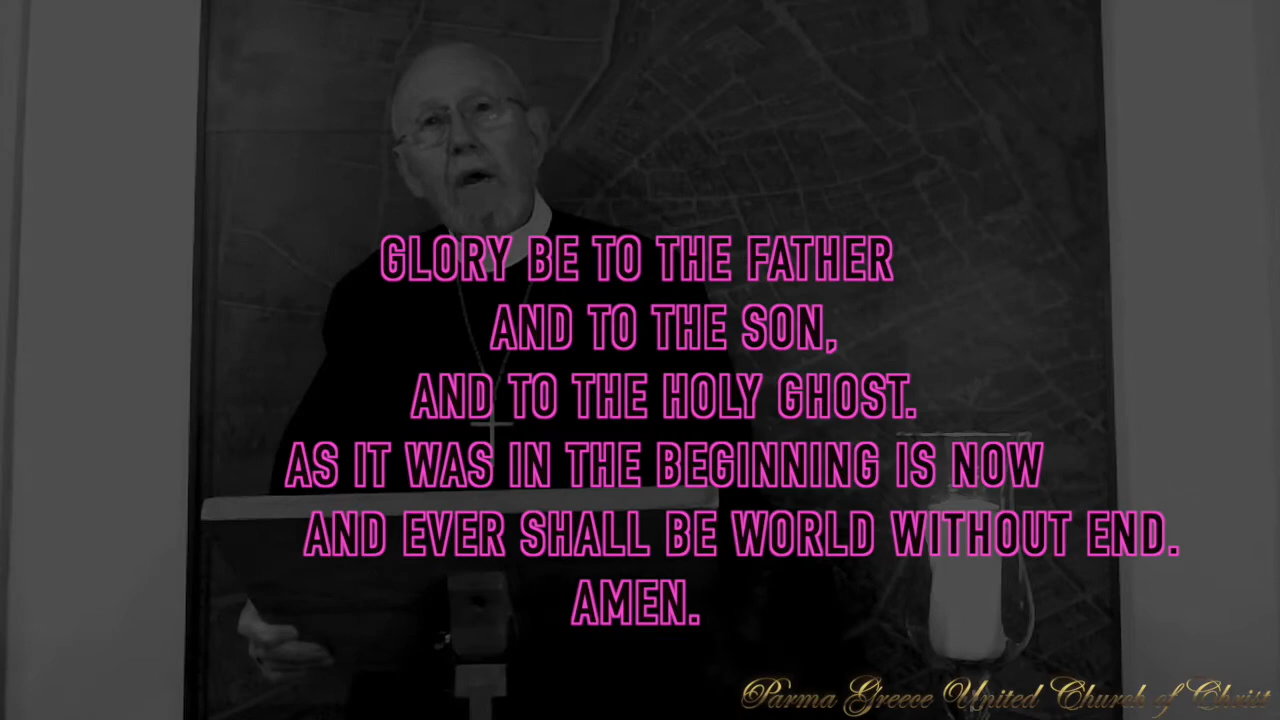 GLORY BE TO THE FATHER
AND TO THE SON,
AND TO THE HOLY GHOST.
AS IT WAS IN THE BEGINNING IS NOW
AND EVER SHALL BE WORLD WITHOUT END.
AMEN.
Parma Greece United Church of Christ